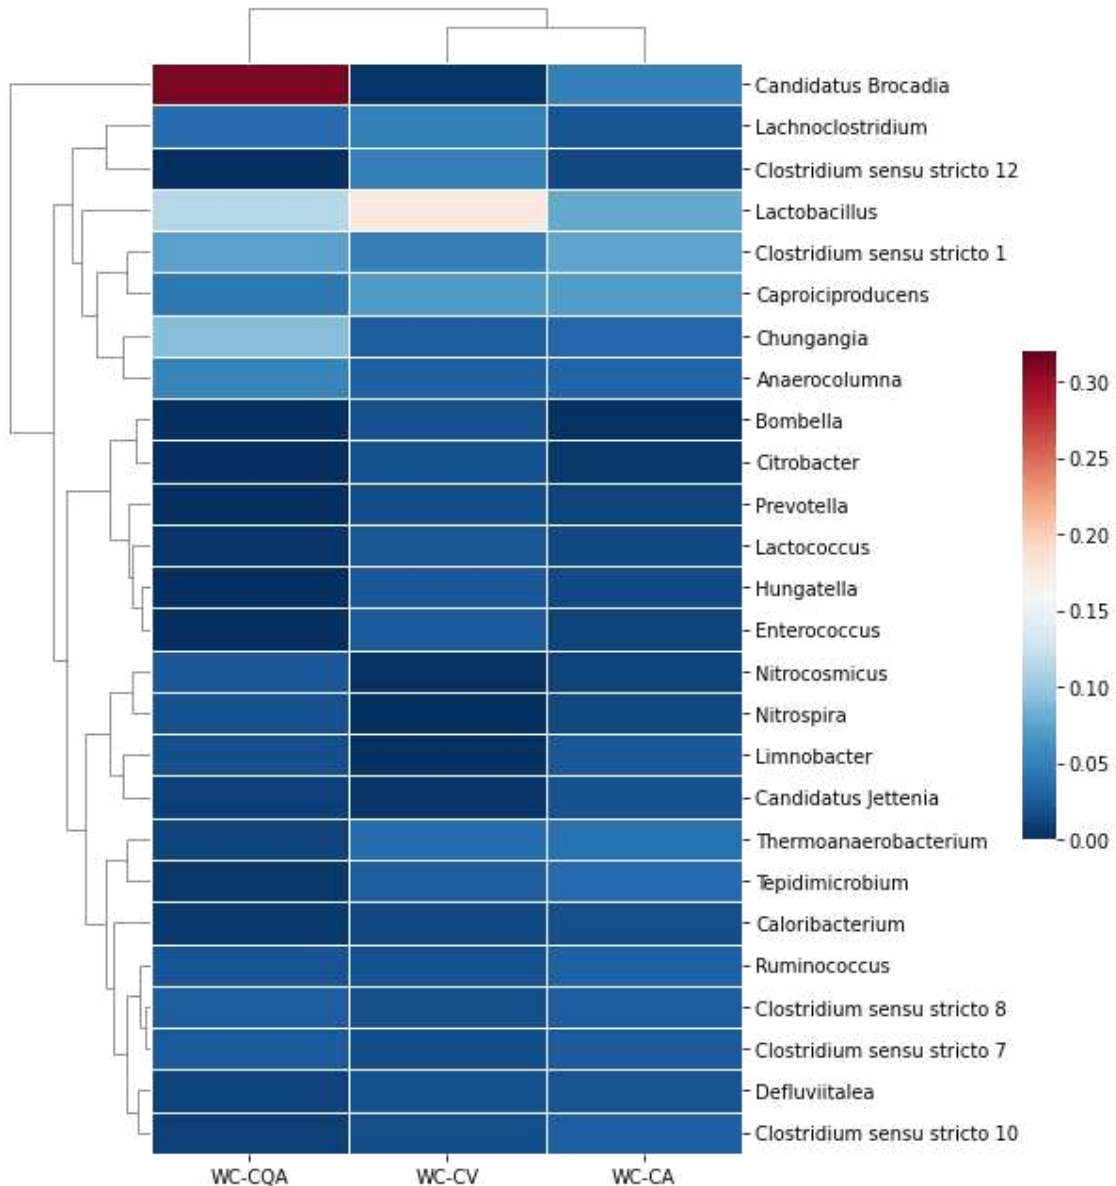 Candidatus Brocadia
Lachnoclostridium
Clostridium sensu stricto 12
Lactobacillus
Clostridium sensu stricto 1
Caproiciproducens
Chungangia
Anaerocolumna
Bombella
Citrobacter
Prevotella
Lactococcus
Hungatella
Enterococcus
Nitrocosmicus
Nitrospira
Limnobacter
Candidatus Jettenia
Thermoanaerobacterium
Tepidimicrobium
Caloribacterium
Ruminococcus
Clostridium sensu stricto 8
Clostridium sensu stricto 7
Defluviitalea
Clostridium sensu stricto 10
0.30
0.25
0.20
0.15
0.10
0.05
0.00
WC-CQA WC-CV WC-CA